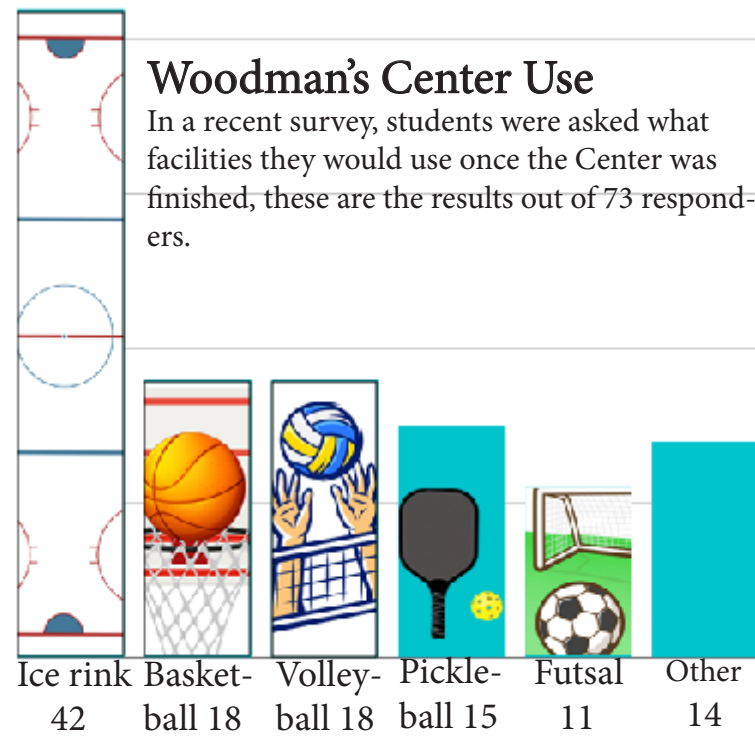 Woodman's Center Use
In a recent survey, students were asked what
facilities they would use once the Center was
finished, these are the results out of 73 respond-
ers.
Ice rink
42
Basket-
ball 18
Volley-
ball 18
Pickle-
ball 15
Futsal
11
Other
14